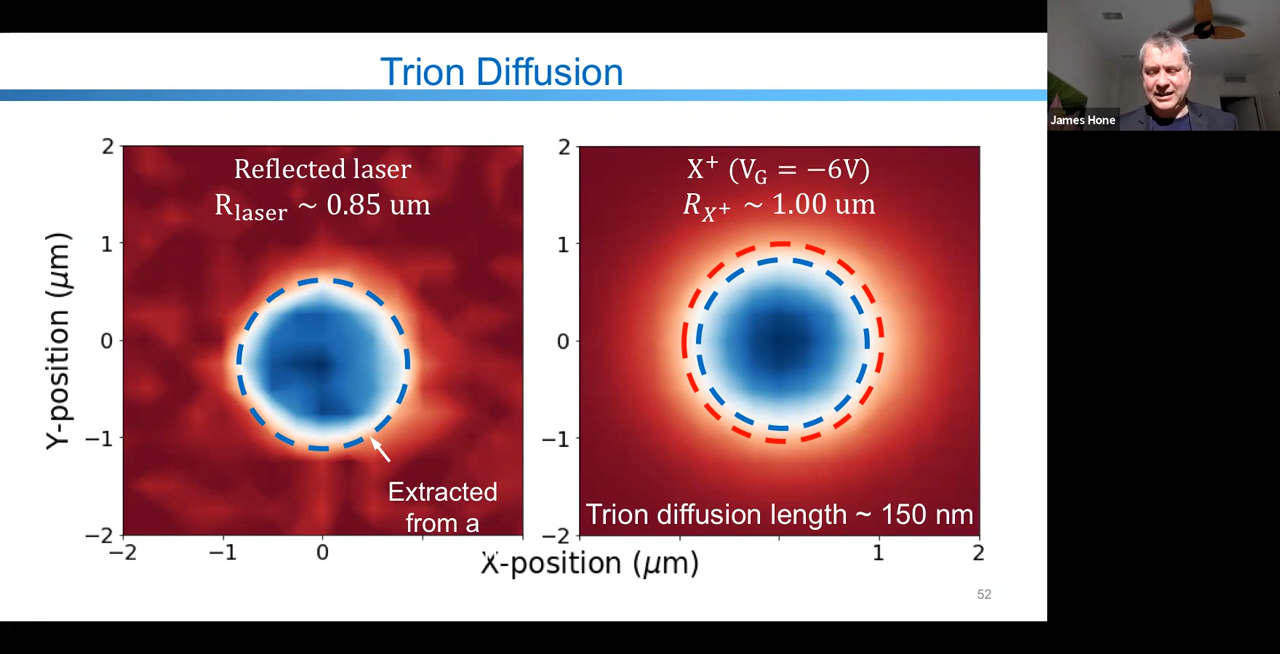 Trion Diffusion
James Hone
Reflected laser
R_laser ~ 0.85 um
2
1
0
−1
−2
Y-position (μm)
−2
−1
0
Extracted
from a
X⁺ (V_G = −6V)
R_X⁺ ~ 1.00 um
2
1
0
−1
−2
Trion diffusion length ~ 150 nm
1
2
X-position (μm)
52